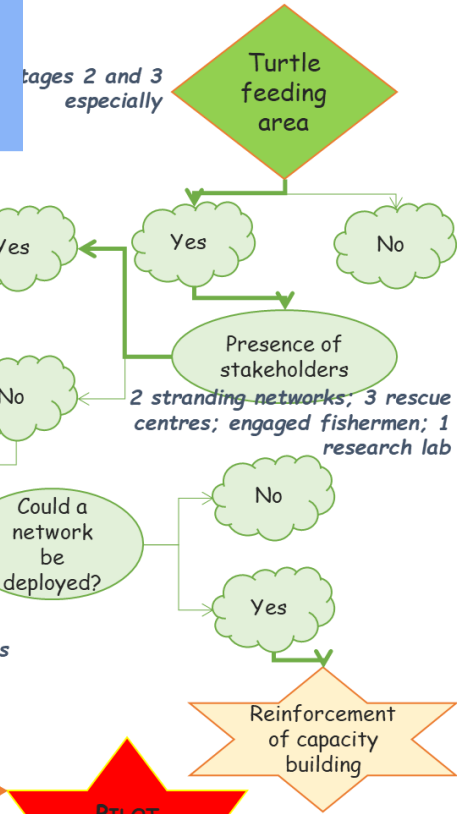 Turtle
feeding
area
tages 2 and 3
especially
Yes
Yes
No
Presence of
stakeholders
No
2 stranding networks; 3 rescue
centres; engaged fishermen; 1
research lab
No
Could a
network
be
deployed?
Yes
s
Reinforcement
of capacity
building
PILOT